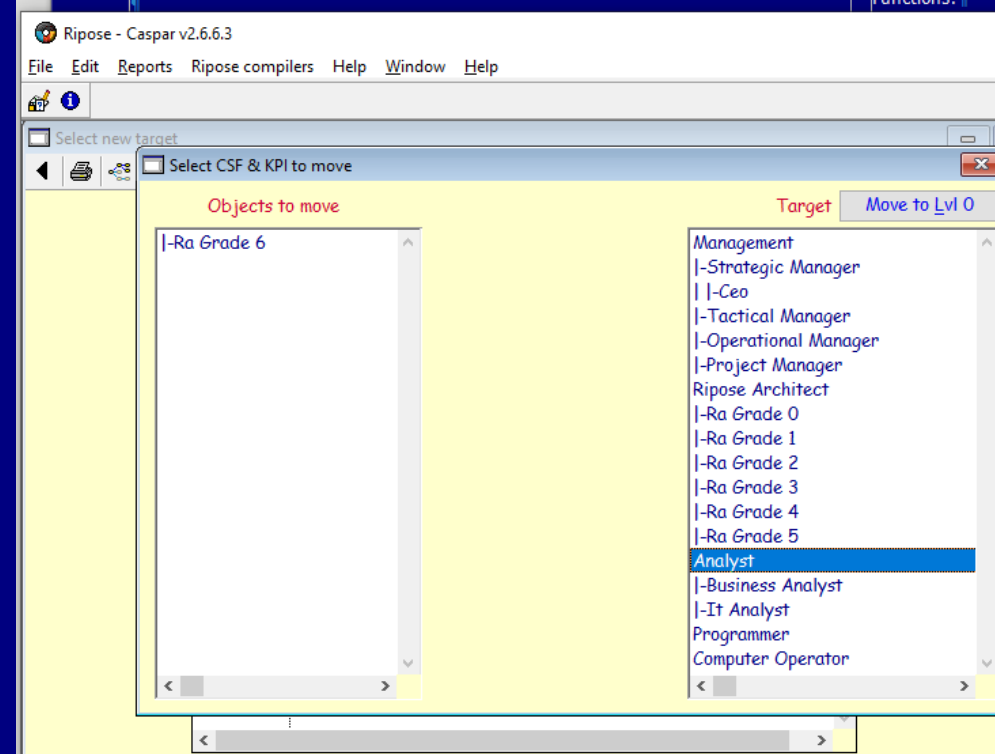 Functions:
Ripose - Caspar v2.6.6.3
File Edit Reports Ripose compilers Help Window Help
Select new target
Select CSF & KPI to move
Objects to move
Target Move to Lvl 0
|-Ra Grade 6
Management
|-Strategic Manager
| |-Ceo
|-Tactical Manager
|-Operational Manager
|-Project Manager
Ripose Architect
|-Ra Grade 0
|-Ra Grade 1
|-Ra Grade 2
|-Ra Grade 3
|-Ra Grade 4
|-Ra Grade 5
Analyst
|-Business Analyst
|-It Analyst
Programmer
Computer Operator